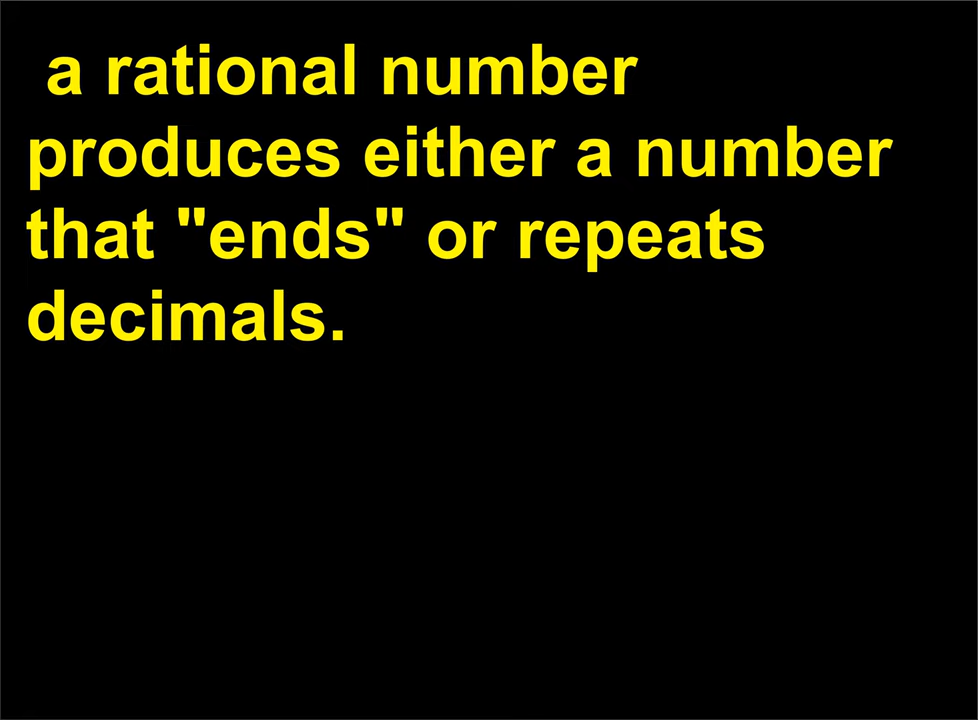 a rational number
produces either a number
that "ends" or repeats
decimals.